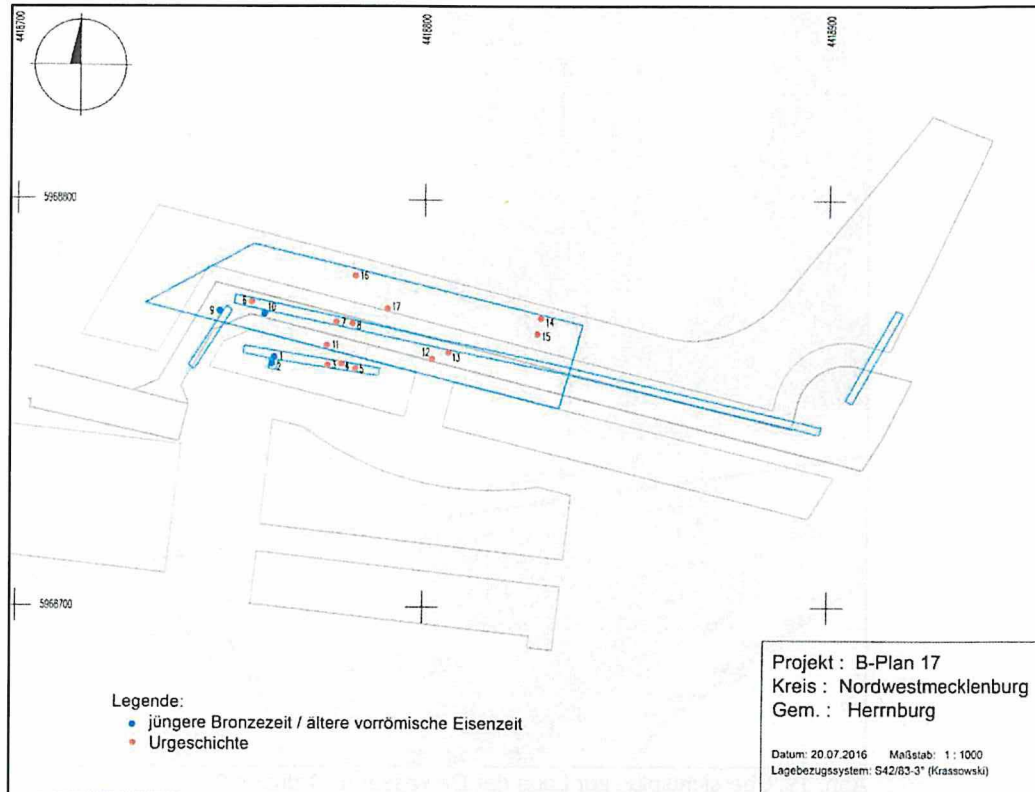 4418700
4418800
4418900
5968800
16
6
17
9
10
7
8
14
15
11
12
13
1
2
3
4
5
5968700
Legende:
jüngere Bronzezeit / ältere vorrömische Eisenzeit
Urgeschichte
Projekt : B-Plan 17
Kreis : Nordwestmecklenburg
Gem. : Herrnburg
Datum: 20.07.2016 Maßstab: 1 : 1000
Lagebezugssystem: S42/83-3° (Krassowski)